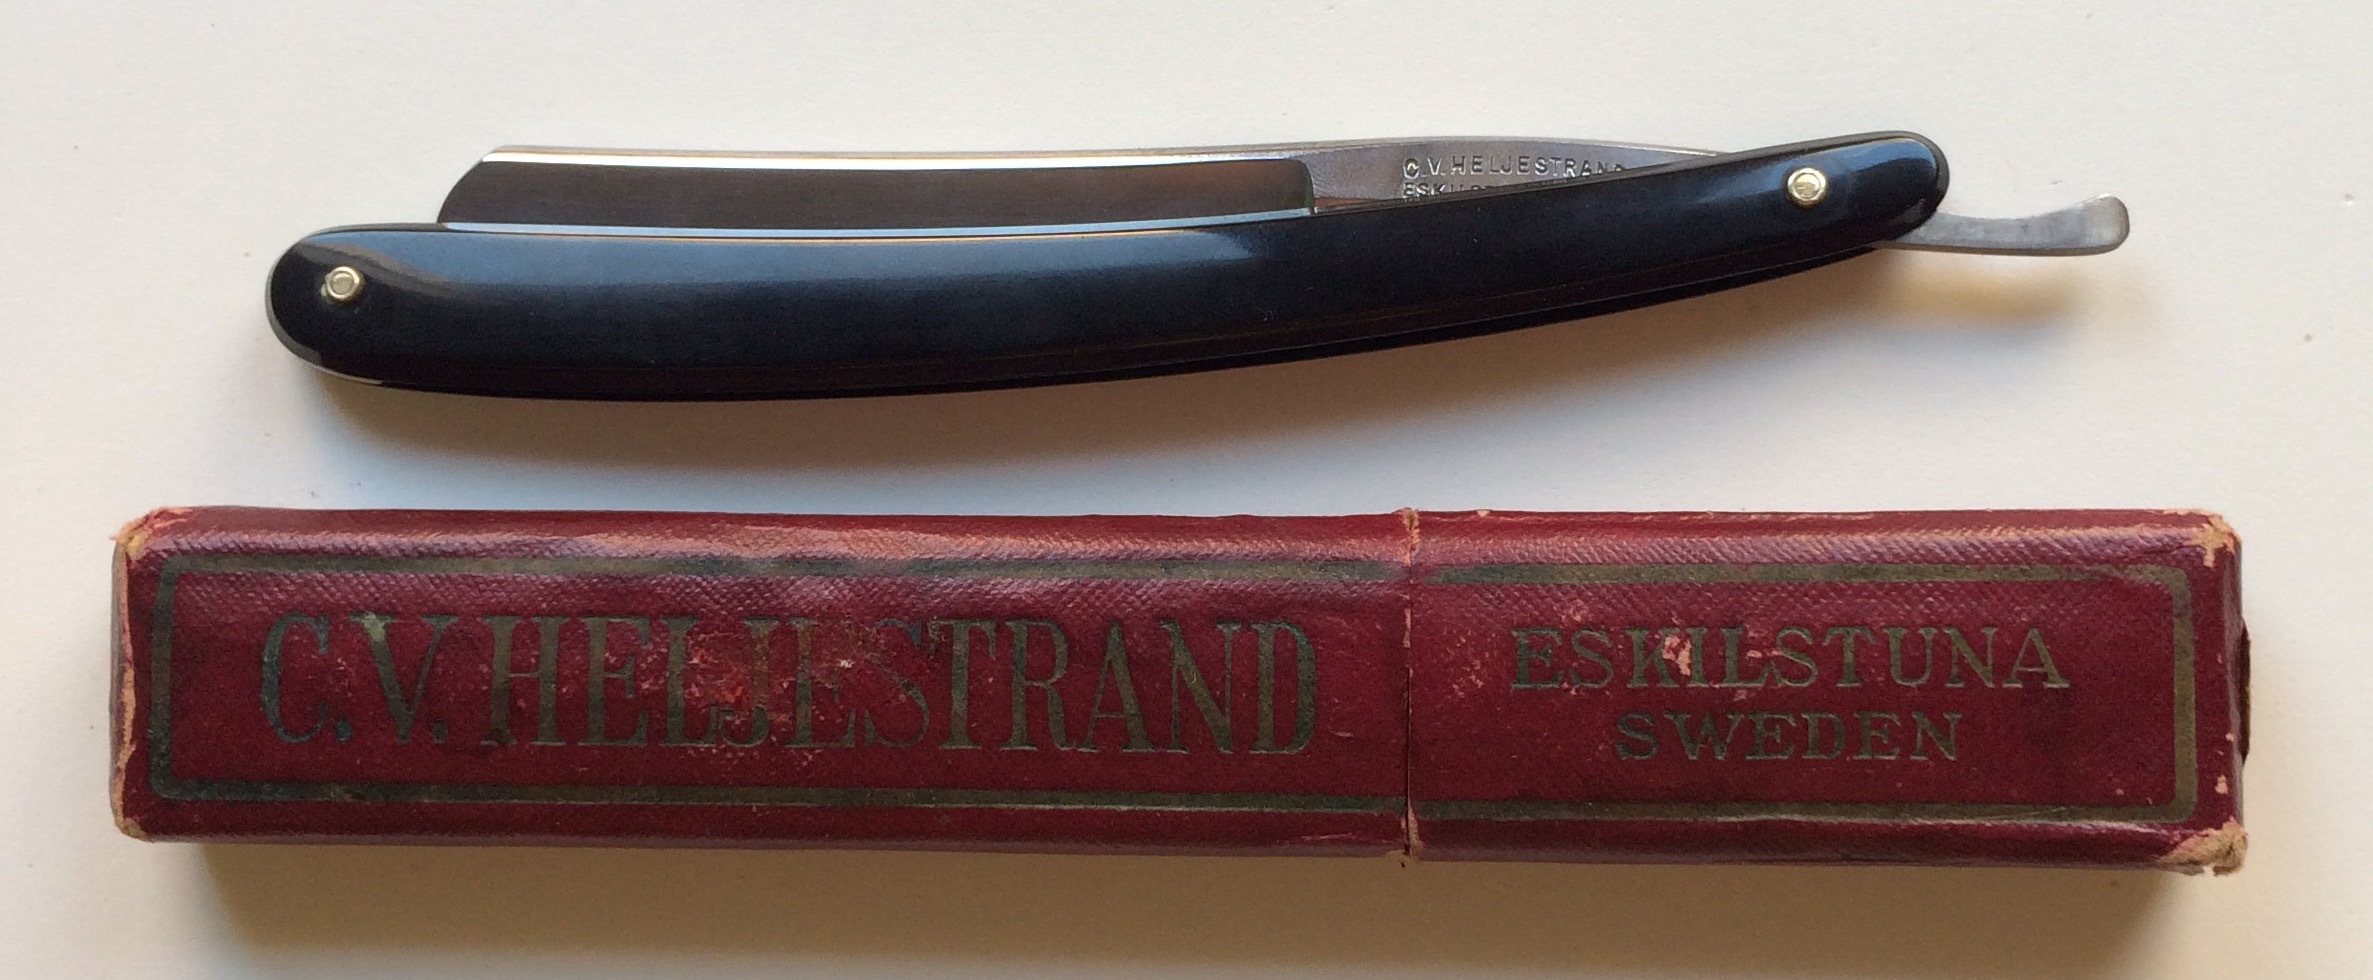 C.V. HELJESTRAND
C.V. HELJESTRAND
ESKILSTUNA
SWEDEN